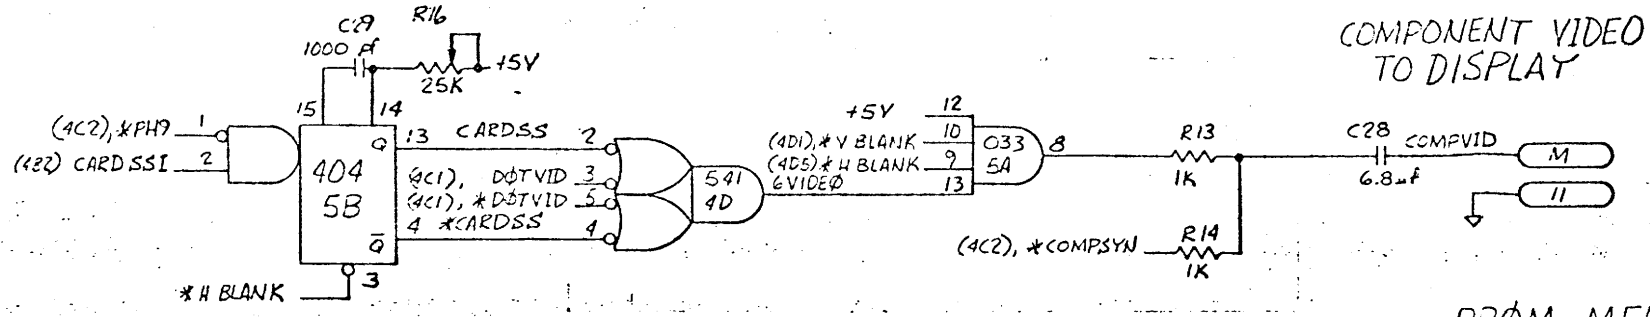 COMPONENT VIDEO
TO DISPLAY
C29
1000 pf
R16
25K
+5V
15
14
(4C2), *PH9
1
(4B2) CARDSSI
2
404
5B
Q
Q̅
3
*H BLANK
13
CARDSS
2
(4C1), DØTVID
3
(4C1), *DØTVID
5
4
*CARDSS
4
541
4D
+5V
12
(4D1), *V BLANK
10
(4D5) *H BLANK
9
6VIDEØ
13
033
5A
8
R13
1K
(4C2), *COMPSYN
R14
1K
C28
6.8uf
COMPVID
M
11